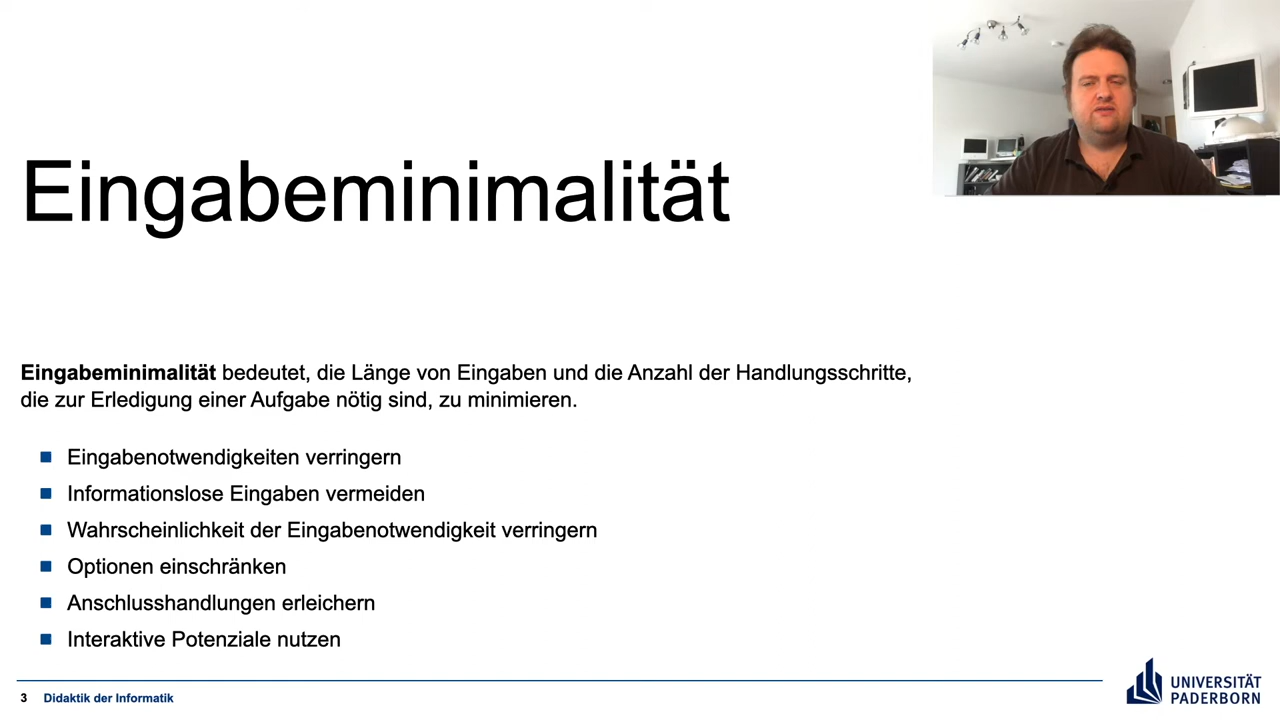 Eingabeminimalität
Eingabeminimalität bedeutet, die Länge von Eingaben und die Anzahl der Handlungsschritte,
die zur Erledigung einer Aufgabe nötig sind, zu minimieren.
Eingabenotwendigkeiten verringern
Informationslose Eingaben vermeiden
Wahrscheinlichkeit der Eingabenotwendigkeit verringern
Optionen einschränken
Anschlusshandlungen erleichern
Interaktive Potenziale nutzen
3 Didaktik der Informatik
UNIVERSITÄT
PADERBORN